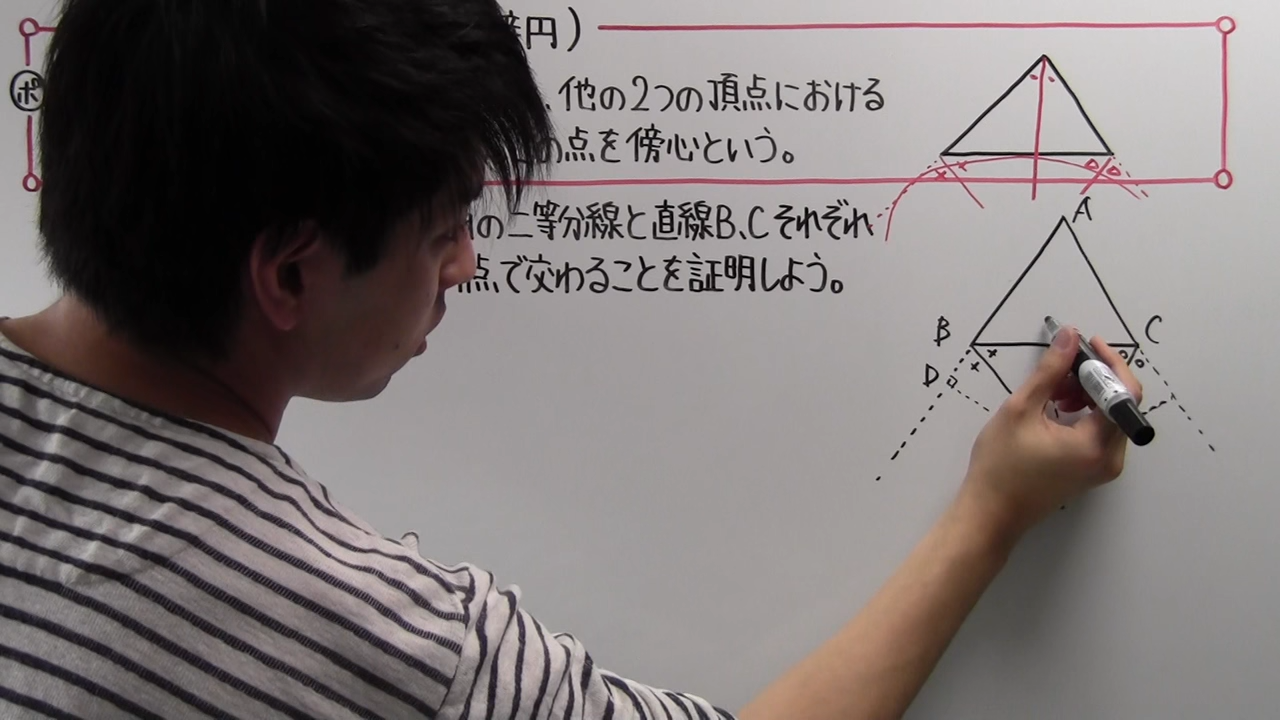 円)
ポ
他の2つの頂点における
の点を傍心という。
の二等分線と直線B、Cそれぞれ
点で交わることを証明しよう。
A
B
C
D